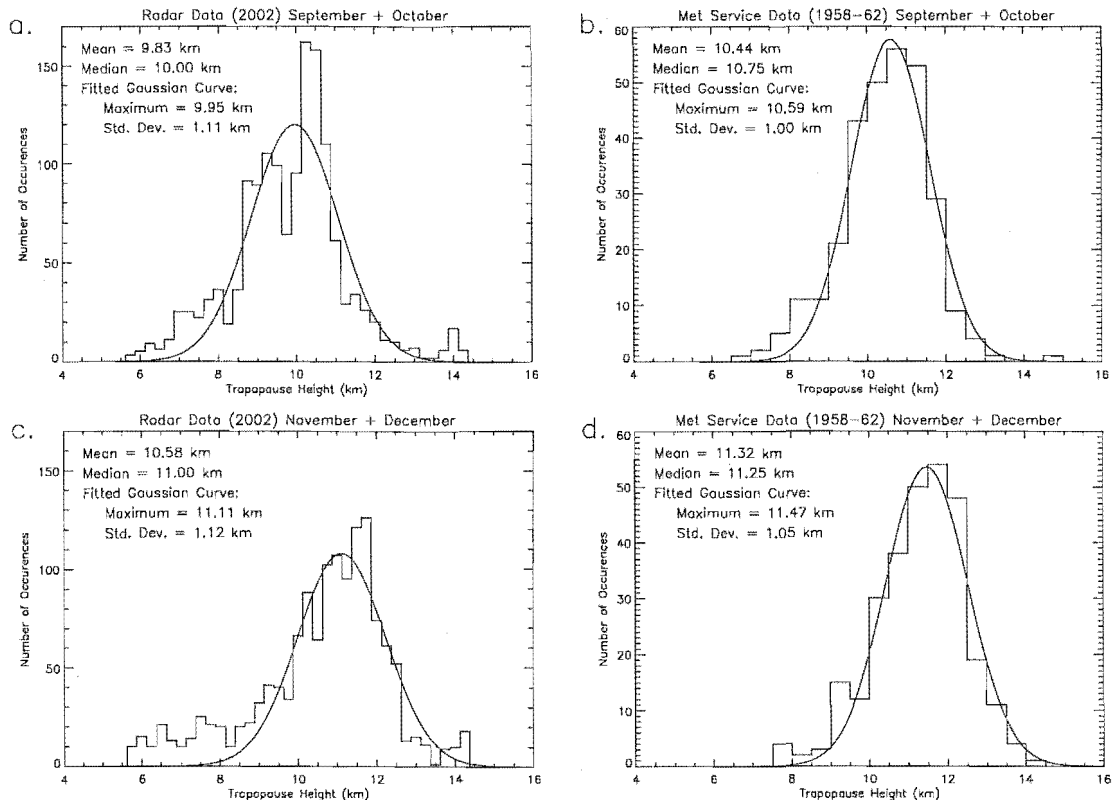 a.
Radar Data (2002) September + October
Mean = 9.83 km
Median = 10.00 km
Fitted Gaussian Curve:
Maximum = 9.95 km
Std. Dev. = 1.11 km
Number of Occurences
150
100
50
0
4 6 8 10 12 14 16
Tropopause Height (km)
b.
Met Service Data (1958-62) September + October
Mean = 10.44 km
Median = 10.75 km
Fitted Gaussian Curve:
Maximum = 10.59 km
Std. Dev. = 1.00 km
Number of Occurences
60
50
40
30
20
10
0
4 6 8 10 12 14 16
Tropopause Height (km)
c.
Radar Data (2002) November + December
Mean = 10.58 km
Median = 11.00 km
Fitted Gaussian Curve:
Maximum = 11.11 km
Std. Dev. = 1.12 km
Number of Occurences
150
100
50
0
4 6 8 10 12 14 16
Tropopause Height (km)
d.
Met Service Data (1958-62) November + December
Mean = 11.32 km
Median = 11.25 km
Fitted Gaussian Curve:
Maximum = 11.47 km
Std. Dev. = 1.05 km
Number of Occurences
60
50
40
30
20
10
0
4 6 8 10 12 14 16
Tropopause Height (km)